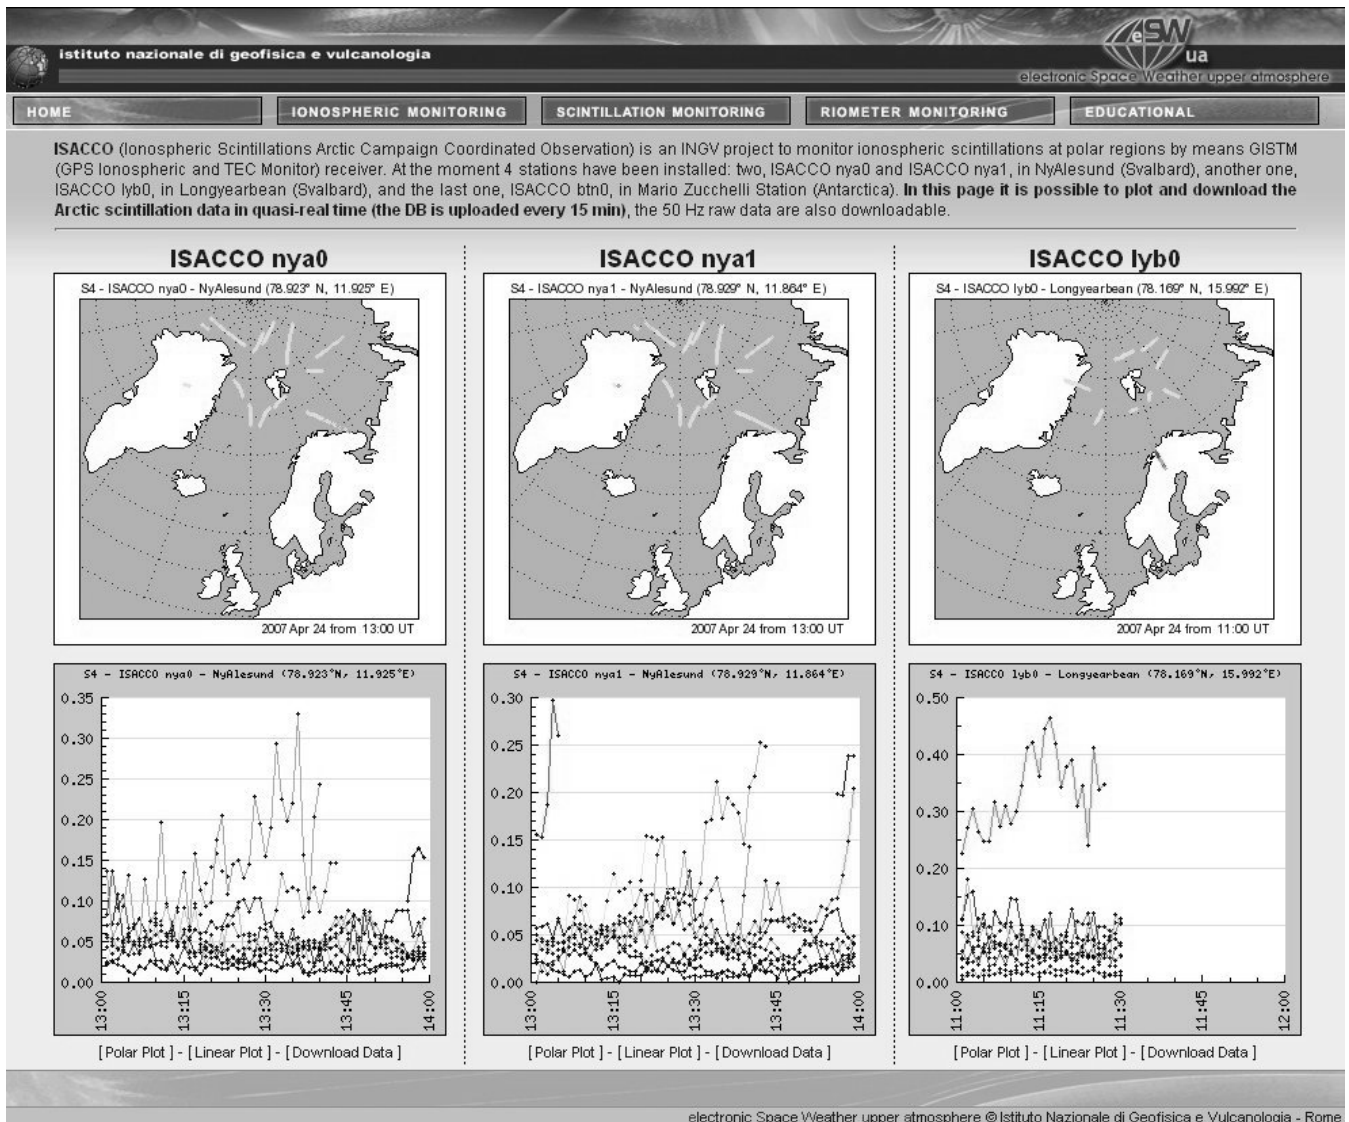 istituto nazionale di geofisica e vulcanologia
eSW
ua
electronic Space Weather upper atmosphere
HOME
IONOSPHERIC MONITORING
SCINTILLATION MONITORING
RIOMETER MONITORING
EDUCATIONAL
ISACCO (Ionospheric Scintillations Arctic Campaign Coordinated Observation) is an INGV project to monitor ionospheric scintillations at polar regions by means GISTM
(GPS Ionospheric and TEC Monitor) receiver. At the moment 4 stations have been installed: two, ISACCO nya0 and ISACCO nya1, in NyAlesund (Svalbard), another one,
ISACCO lyb0, in Longyearbean (Svalbard), and the last one, ISACCO btn0, in Mario Zucchelli Station (Antarctica). In this page it is possible to plot and download the
Arctic scintillation data in quasi-real time (the DB is uploaded every 15 min), the 50 Hz raw data are also downloadable.
ISACCO nya0
S4 - ISACCO nya0 - NyAlesund (78.923° N, 11.925° E)
2007 Apr 24 from 13:00 UT
S4 - ISACCO nya0 - NyAlesund (78.923°N, 11.925°E)
0.35
0.30
0.25
0.20
0.15
0.10
0.05
0.00
13:00
13:15
13:30
13:45
14:00
[ Polar Plot ] - [ Linear Plot ] - [ Download Data ]
ISACCO nya1
S4 - ISACCO nya1 - NyAlesund (78.929° N, 11.864° E)
2007 Apr 24 from 13:00 UT
S4 - ISACCO nya1 - NyAlesund (78.929°N, 11.864°E)
0.30
0.25
0.20
0.15
0.10
0.05
0.00
13:00
13:15
13:30
13:45
14:00
[ Polar Plot ] - [ Linear Plot ] - [ Download Data ]
ISACCO lyb0
S4 - ISACCO lyb0 - Longyearbean (78.169° N, 15.992° E)
2007 Apr 24 from 11:00 UT
S4 - ISACCO lyb0 - Longyearbean (78.169°N, 15.992°E)
0.50
0.40
0.30
0.20
0.10
0.00
11:00
11:15
11:30
11:45
12:00
[ Polar Plot ] - [ Linear Plot ] - [ Download Data ]
electronic Space Weather upper atmosphere © Istituto Nazionale di Geofisica e Vulcanologia - Rome